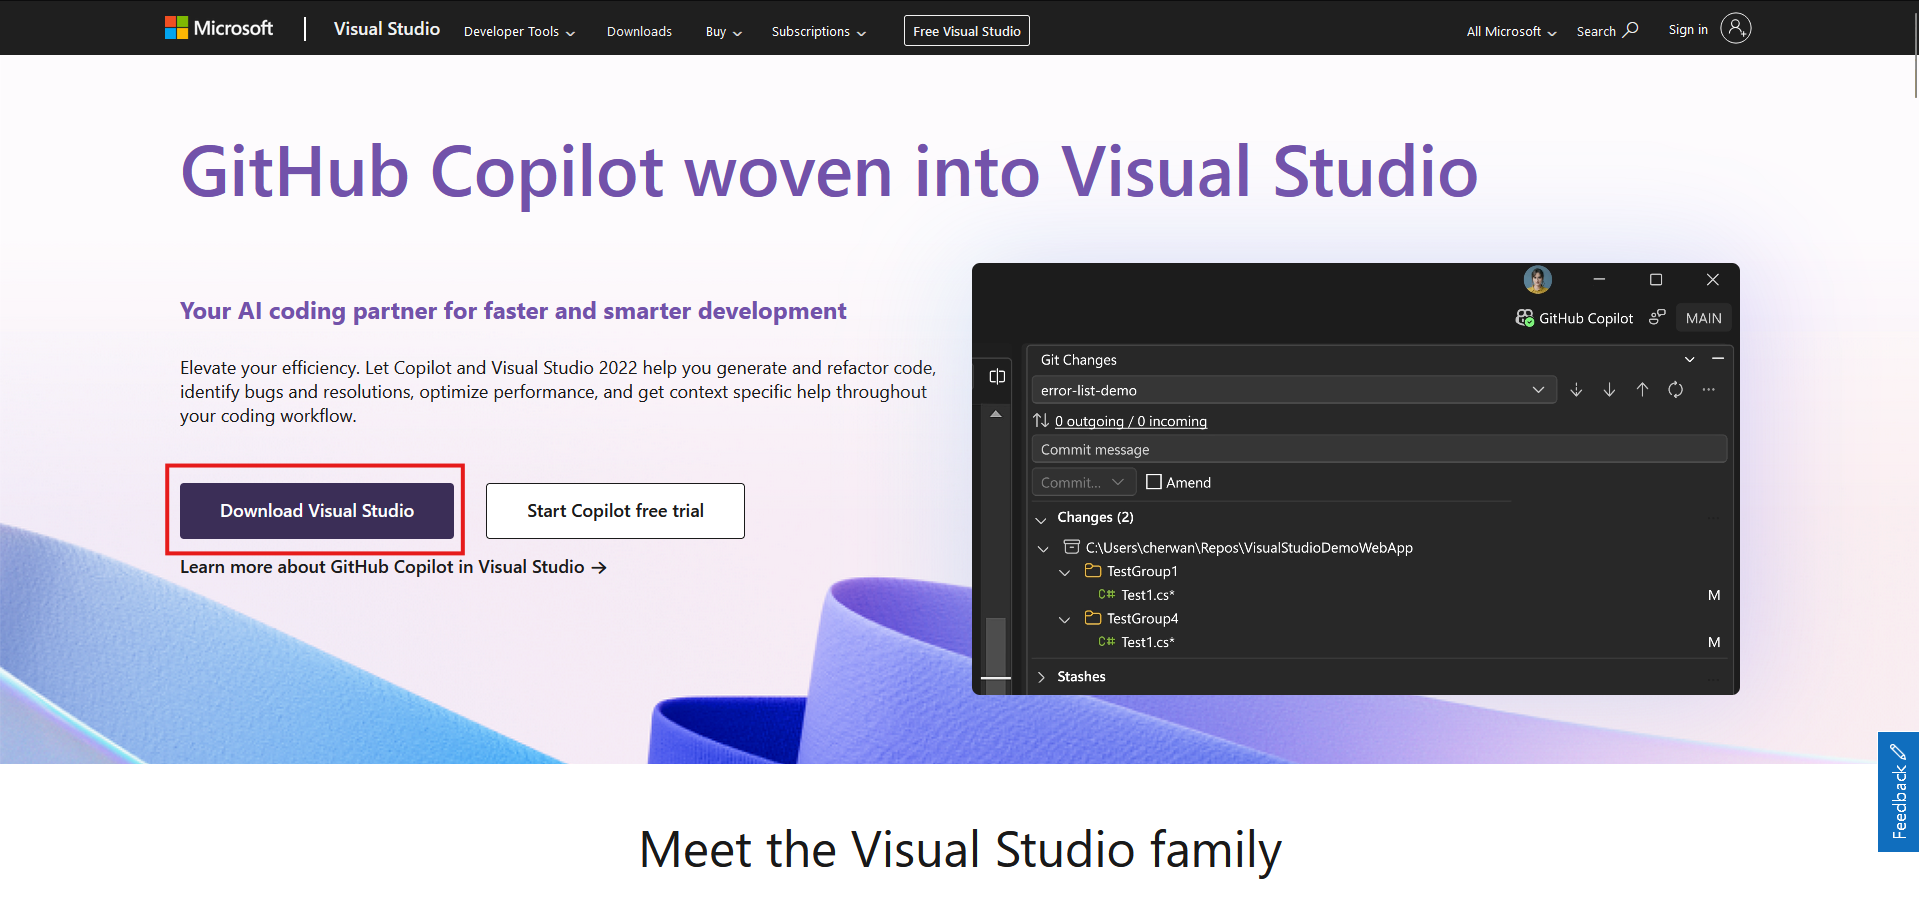 Microsoft
Visual Studio
Developer Tools
Downloads
Buy
Subscriptions
Free Visual Studio
All Microsoft
Search
Sign in
GitHub Copilot woven into Visual Studio
Your AI coding partner for faster and smarter development
Elevate your efficiency. Let Copilot and Visual Studio 2022 help you generate and refactor code,
identify bugs and resolutions, optimize performance, and get context specific help throughout
your coding workflow.
Download Visual Studio
Start Copilot free trial
Learn more about GitHub Copilot in Visual Studio →
GitHub Copilot
MAIN
Git Changes
error-list-demo
0 outgoing / 0 incoming
Commit message
Commit...
Amend
Changes (2)
C:\Users\cherwan\Repos\VisualStudioDemoWebApp
TestGroup1
C# Test1.cs* M
TestGroup4
C# Test1.cs* M
Stashes
Feedback
Meet the Visual Studio family